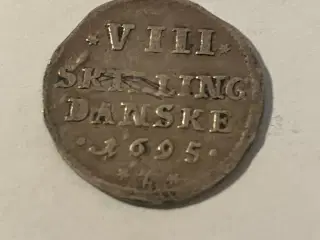 * VIII *
SKILLING
DANSKE
· 1695 ·